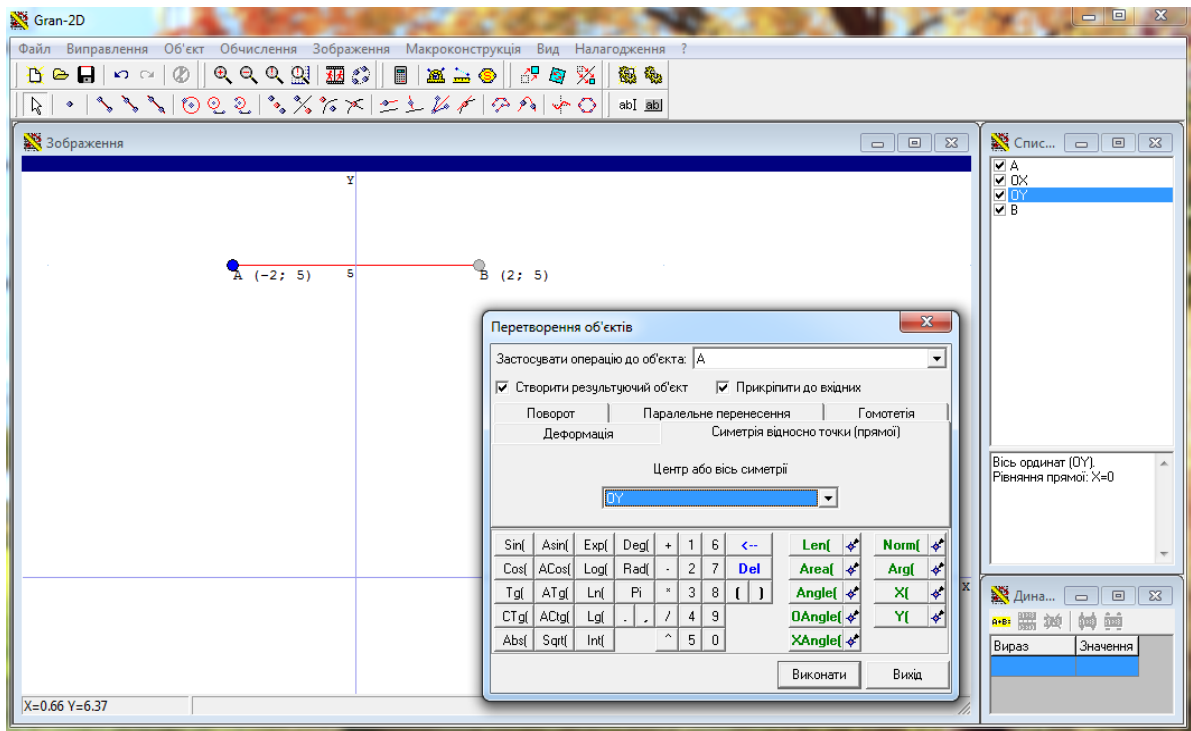 Gran-2D
Файл Виправлення Об'єкт Обчислення Зображення Макроконструкція Вид Налагодження ?
abI ab
Зображення
Y
A (-2; 5) 5 B (2; 5)
X
X=0.66 Y=6.37
Перетворення об'єктів
Застосувати операцію до об'єкта: A
Створити результуючий об'єкт Прикріпити до вхідних
Поворот Паралельне перенесення Гомотетія
Деформація Симетрія відносно точки (прямої)
Центр або вісь симетрії
OY
Sin( Asin( Exp( Deg( + 1 6 <-- Len( Norm(
Cos( ACos( Log( Rad( - 2 7 Del Area( Arg(
Tg( ATg( Ln( Pi * 3 8 ( ) Angle( X(
CTg( ACtg( Lg( . , / 4 9 OAngle( Y(
Abs( Sqrt( Int( ^ 5 0 XAngle(
Виконати Вихід
Спис...
A
OX
OY
B
Вісь ординат (OY).
Рівняння прямої: X=0
Дина...
A+B=
Вираз Значення